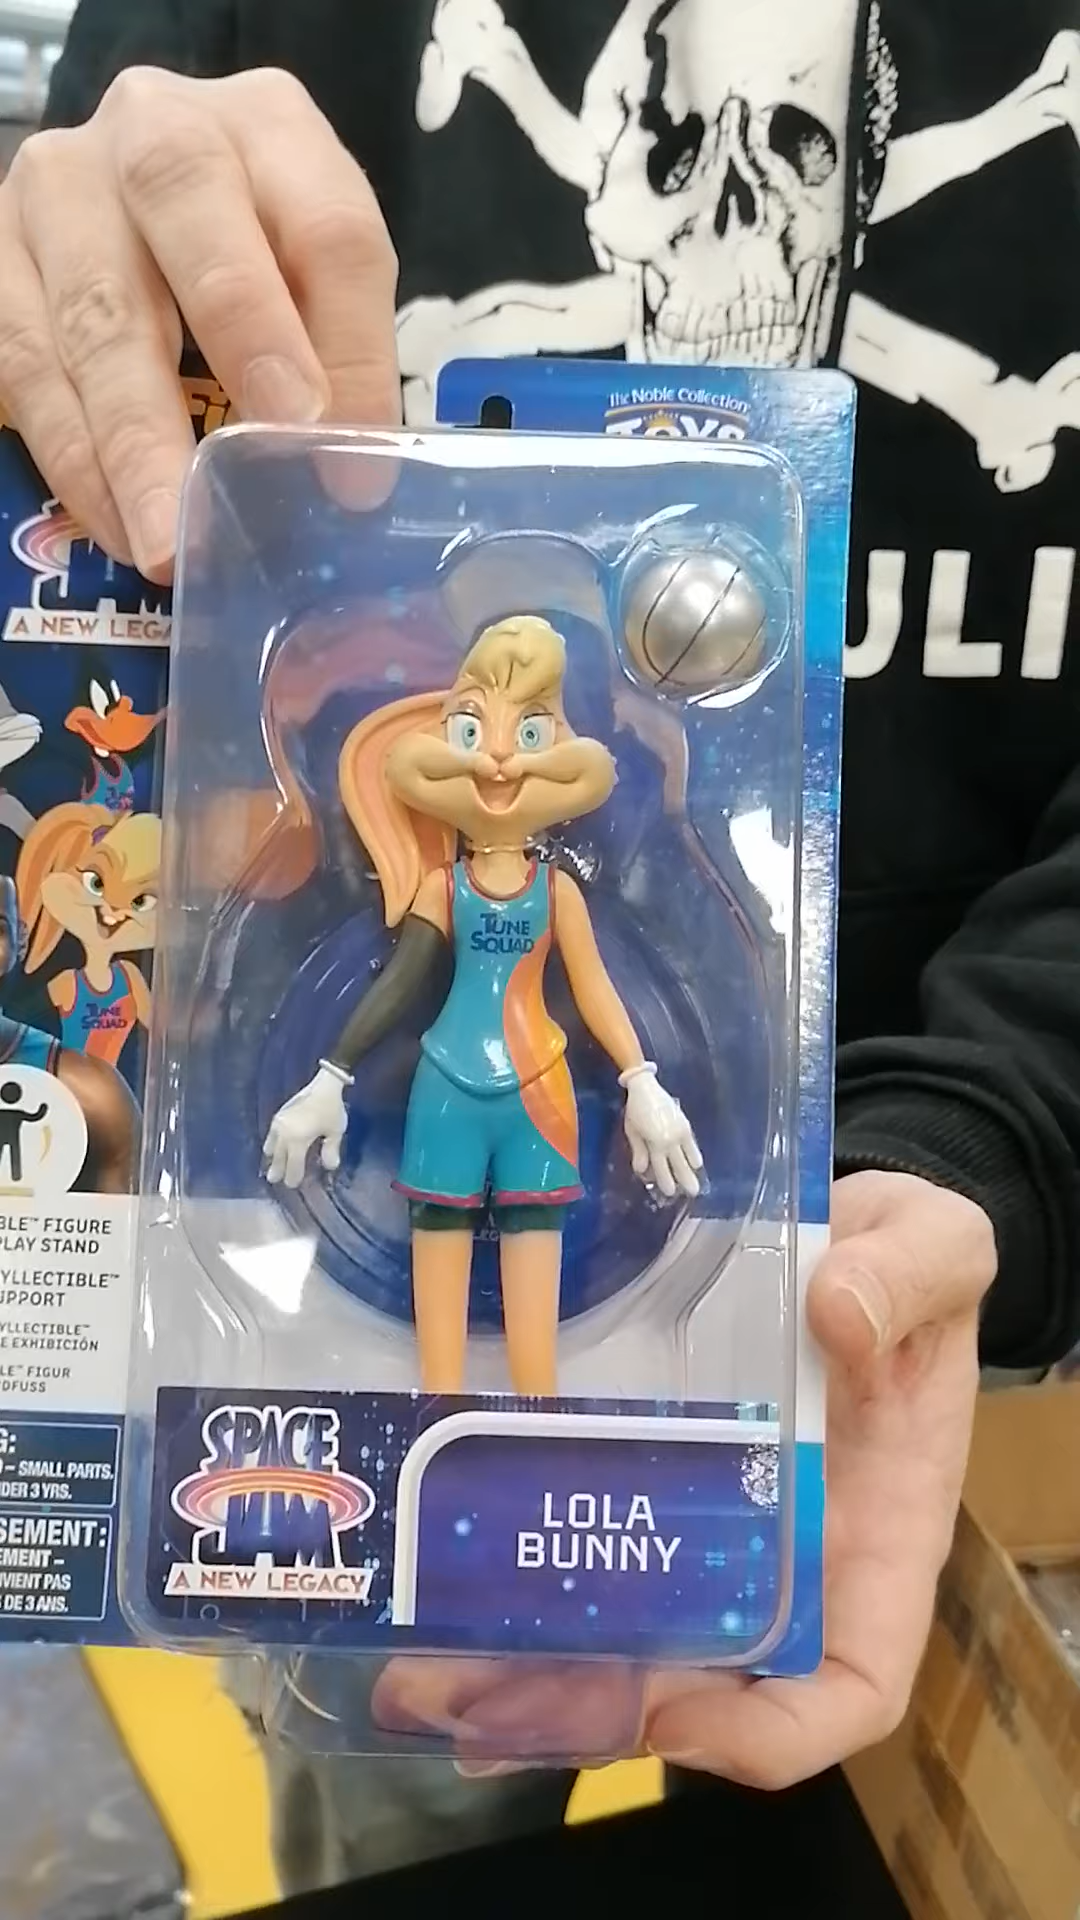 The Noble Collection
TOYS
ULI
A NEW LEGA
TUNE
SQUAD
TUNE
SQUAD
BLE™ FIGURE
PLAY STAND
YLLECTIBLE™
UPPORT
YLLECTIBLE™
E EXHIBICIÓN
LE™ FIGUR
DFUSS
G:
– SMALL PARTS.
DER 3 YRS.
SEMENT:
EMENT –
VIENT PAS
DE 3 ANS.
SPACE
JAM
A NEW LEGACY
LOLA
BUNNY